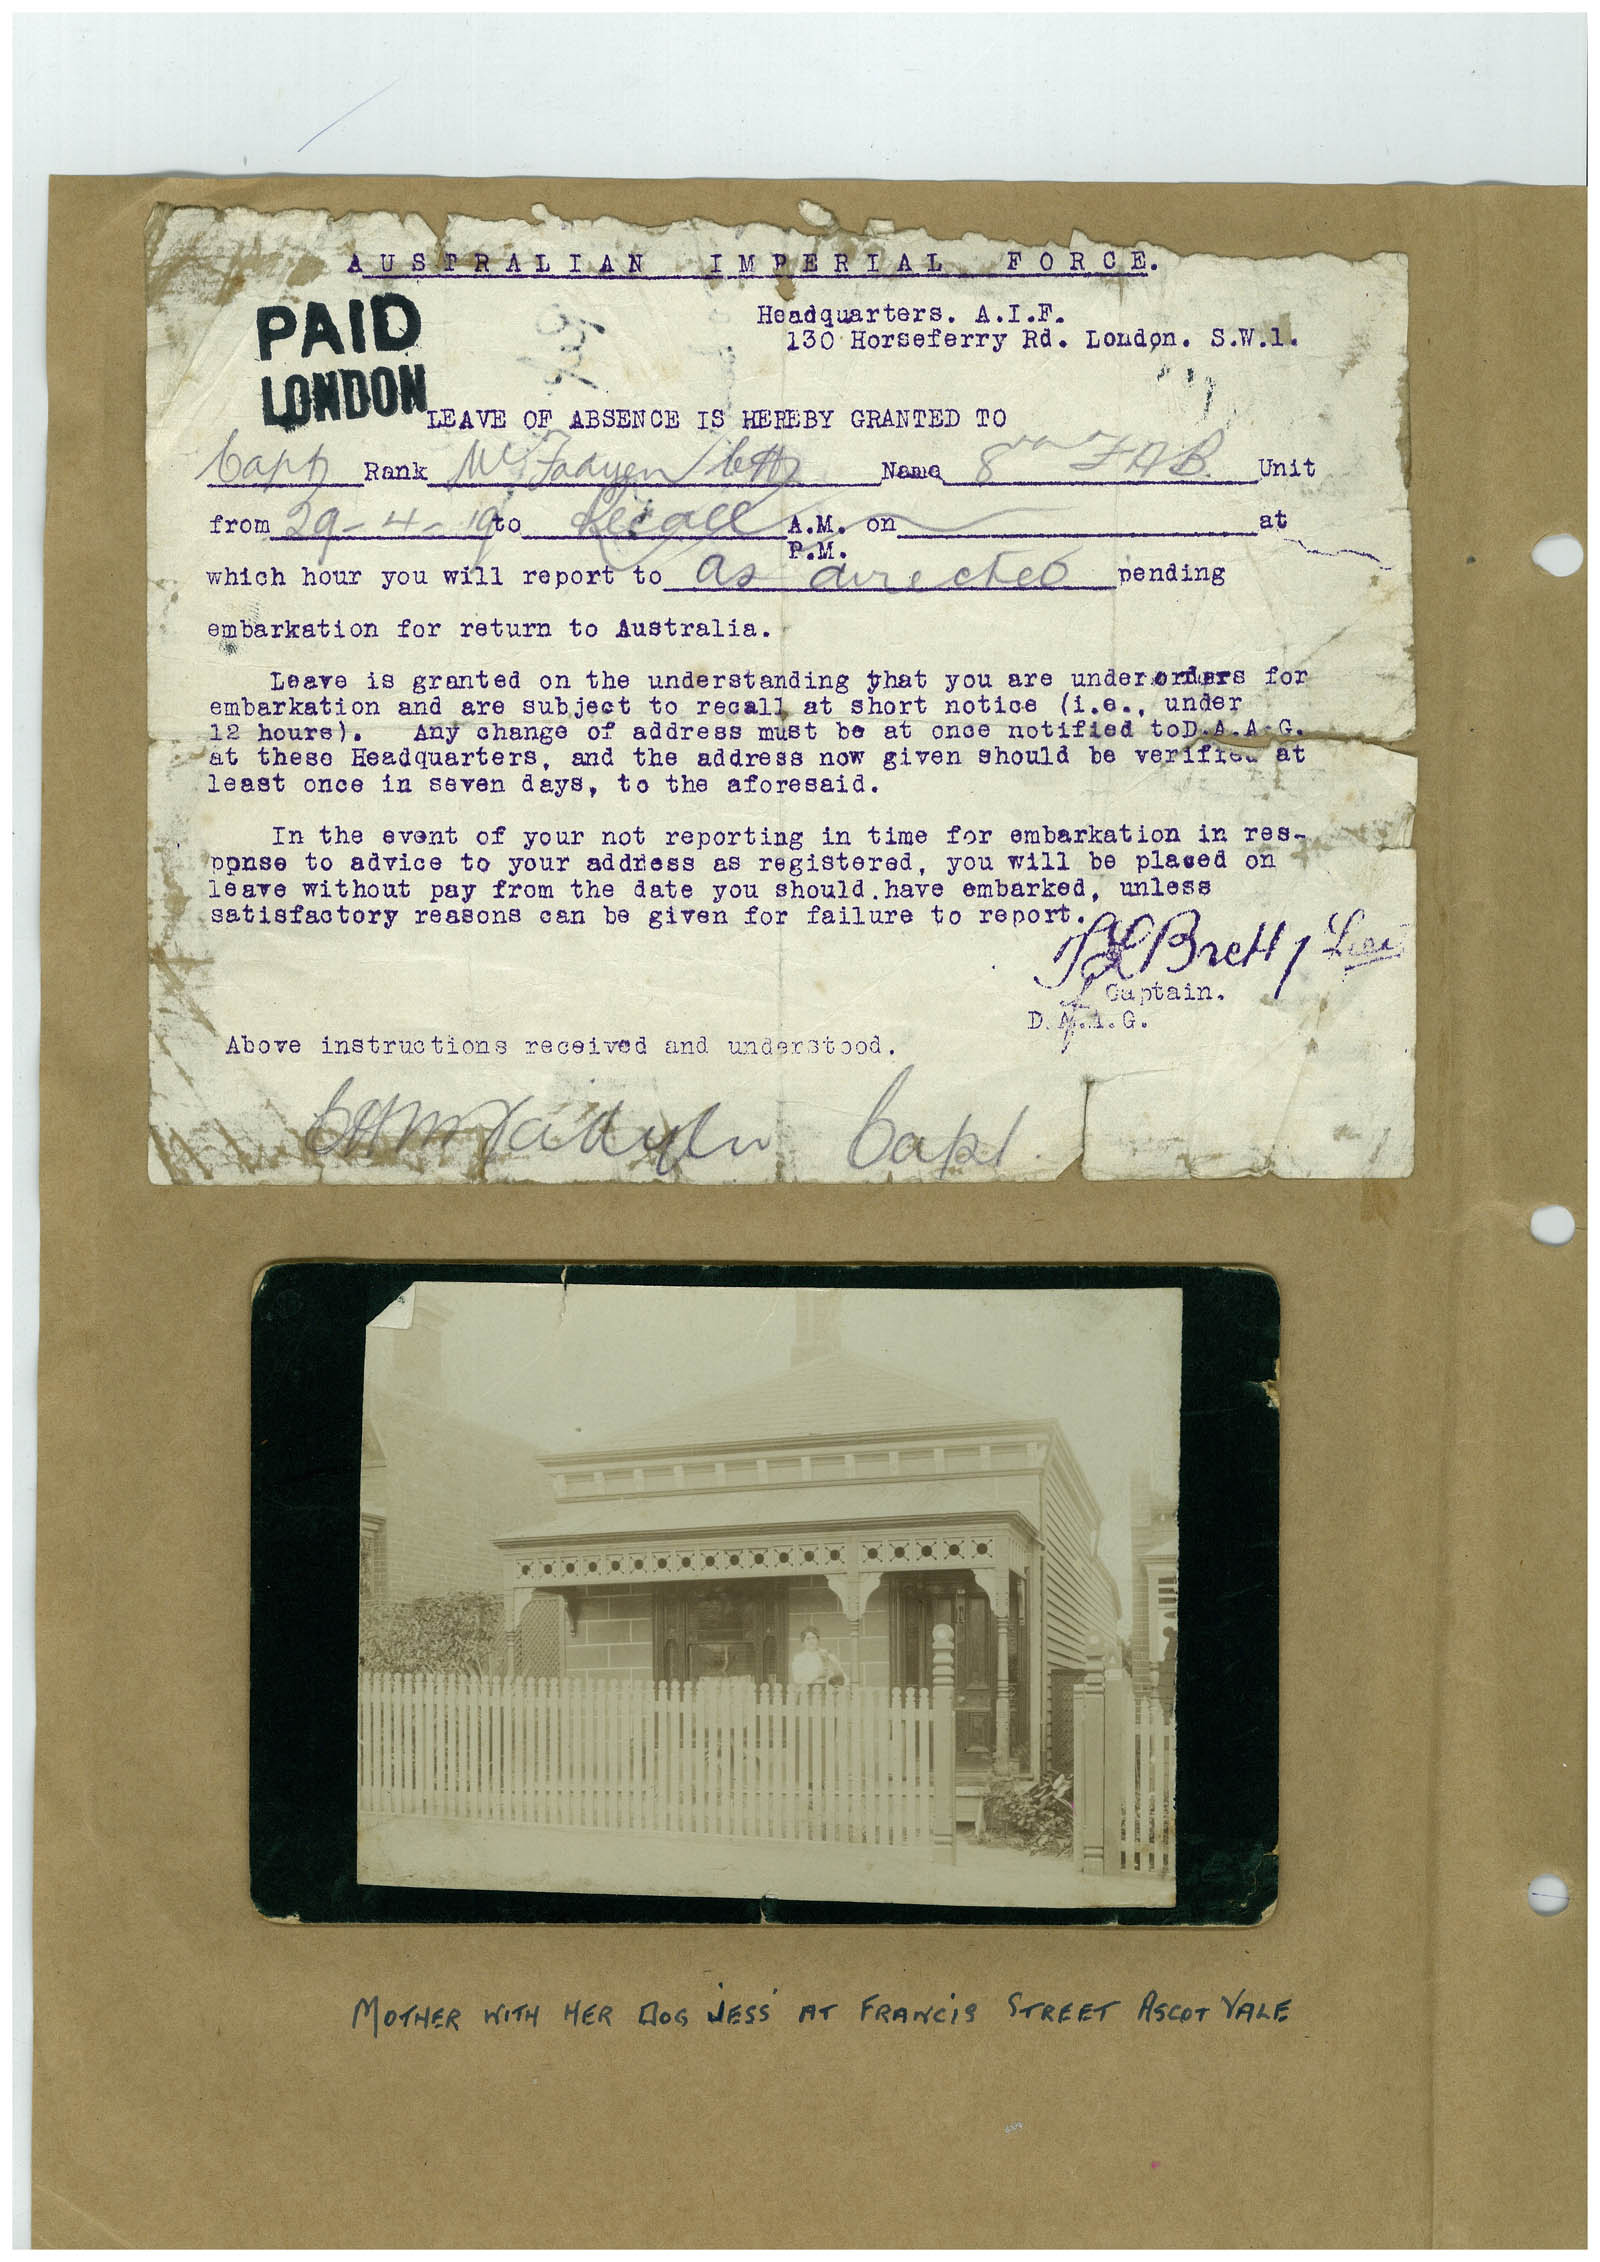 AUSTRALIAN IMPERIAL FORCE.
PAID
LONDON
Headquarters. A.I.F.
130 Horseferry Rd. London. S.W.1.
LEAVE OF ABSENCE IS HEREBY GRANTED TO
Capt Rank McFadyen CH Name 8th FAB. Unit
from 29-4-19 to Recall A.M. on at
P.M.
which hour you will report to as directed pending
embarkation for return to Australia.
Leave is granted on the understanding that you are under orders for
embarkation and are subject to recall at short notice (i.e., under
12 hours). Any change of address must be at once notified toD.A.A.G.
at these Headquarters, and the address now given should be verified at
least once in seven days, to the aforesaid.
In the event of your not reporting in time for embarkation in res-
ponse to advice to your address as registered, you will be placed on
leave without pay from the date you should.have embarked, unless
satisfactory reasons can be given for failure to report.
Brett, Lieut
Captain.
D.A.A.G.
Above instructions received and understood.
CH McFadyen Capt
MOTHER WITH HER DOG 'JESS' AT FRANCIS STREET ASCOT VALE